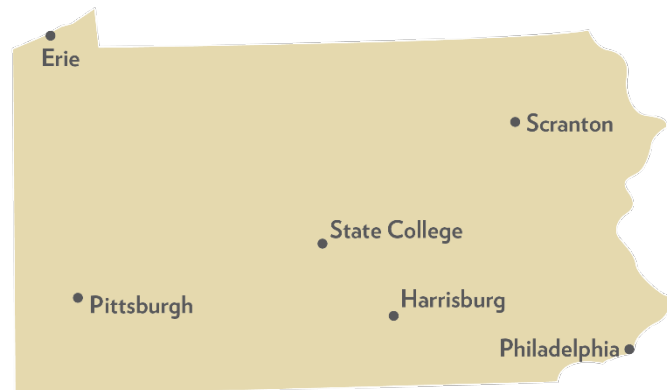 Erie
Scranton
State College
Pittsburgh
Harrisburg
Philadelphia